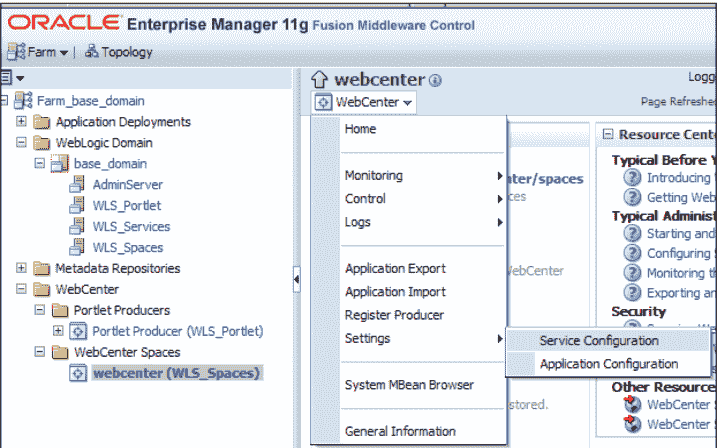 ORACLE Enterprise Manager 11g Fusion Middleware Control
Farm Topology
Farm_base_domain
Application Deployments
WebLogic Domain
base_domain
AdminServer
WLS_Portlet
WLS_Services
WLS_Spaces
Metadata Repositories
WebCenter
Portlet Producers
Portlet Producer (WLS_Portlet)
WebCenter Spaces
webcenter (WLS_Spaces)
webcenter
WebCenter
Home
Monitoring
Control
Logs
Application Export
Application Import
Register Producer
Settings
System MBean Browser
General Information
Service Configuration
Application Configuration
Logg
Page Refreshe
ter/spaces
ces
ebCenter
stored.
Resource Cent
Typical Before Y
Introducing
Getting Web
Typical Administ
Starting and
Configuring
Monitoring th
Exporting an
Security
Other Resource
WebCenter
WebCenter